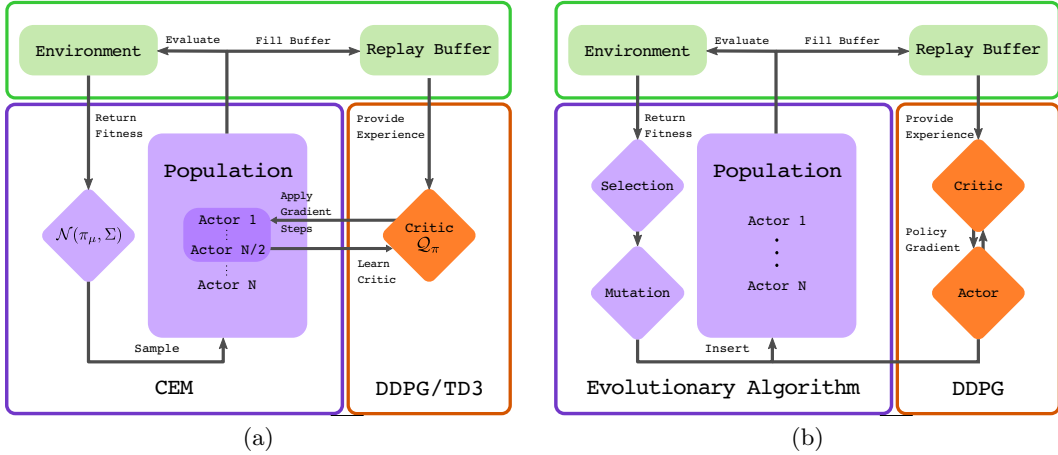 Environment
Evaluate
Fill Buffer
Replay Buffer
Return
Fitness
Provide
Experience
Population
Apply
Gradient
Steps
Actor 1
Actor N/2
Actor N
𝒩(π_μ, Σ)
Critic
𝒬_π
Learn
Critic
Sample
CEM
DDPG/TD3
(a)
Environment
Evaluate
Fill Buffer
Replay Buffer
Return
Fitness
Provide
Experience
Population
Selection
Critic
Actor 1
Policy
Gradient
Mutation
Actor N
Actor
Insert
Evolutionary Algorithm
DDPG
(b)